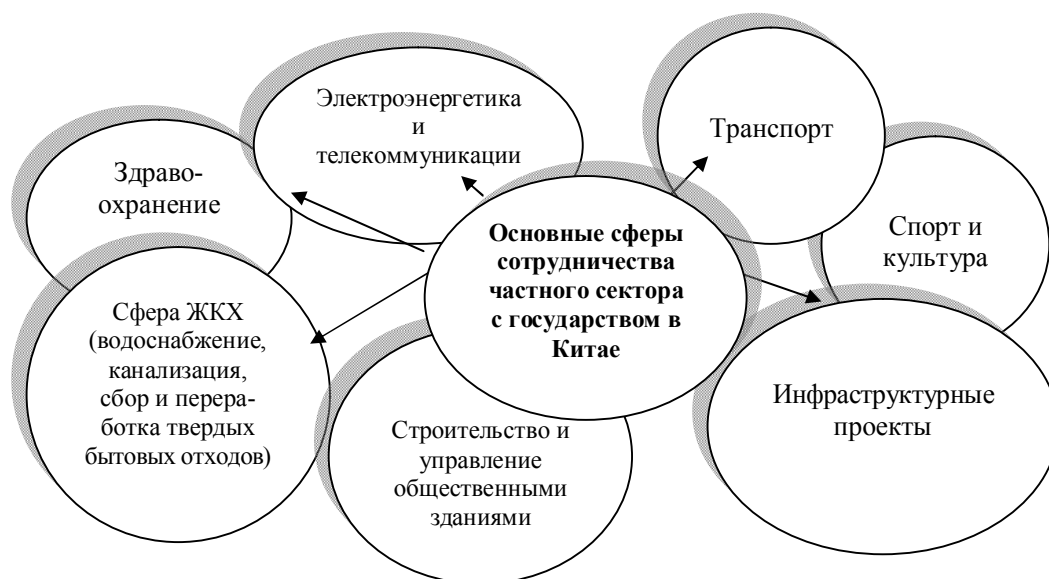 Электроэнергетика
и
телекоммуникации
Транспорт
Здраво-
охранение
Основные сферы
сотрудничества
частного сектора
с государством в
Китае
Спорт и
культура
Сфера ЖКХ
(водоснабжение,
канализация,
сбор и перера-
ботка твердых
бытовых отходов)
Инфраструктурные
проекты
Строительство и
управление
общественными
зданиями